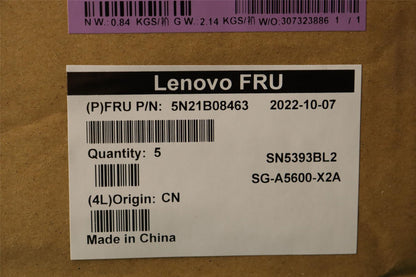 N W.: 0.84 KGS/箱 G W.: 2.14 KGS/箱 W/O:307323886 1 / 1
Lenovo FRU
(P)FRU P/N: 5N21B08463 2022-10-07
Quantity: 5 SN5393BL2
SG-A5600-X2A
(4L)Origin: CN
Made in China